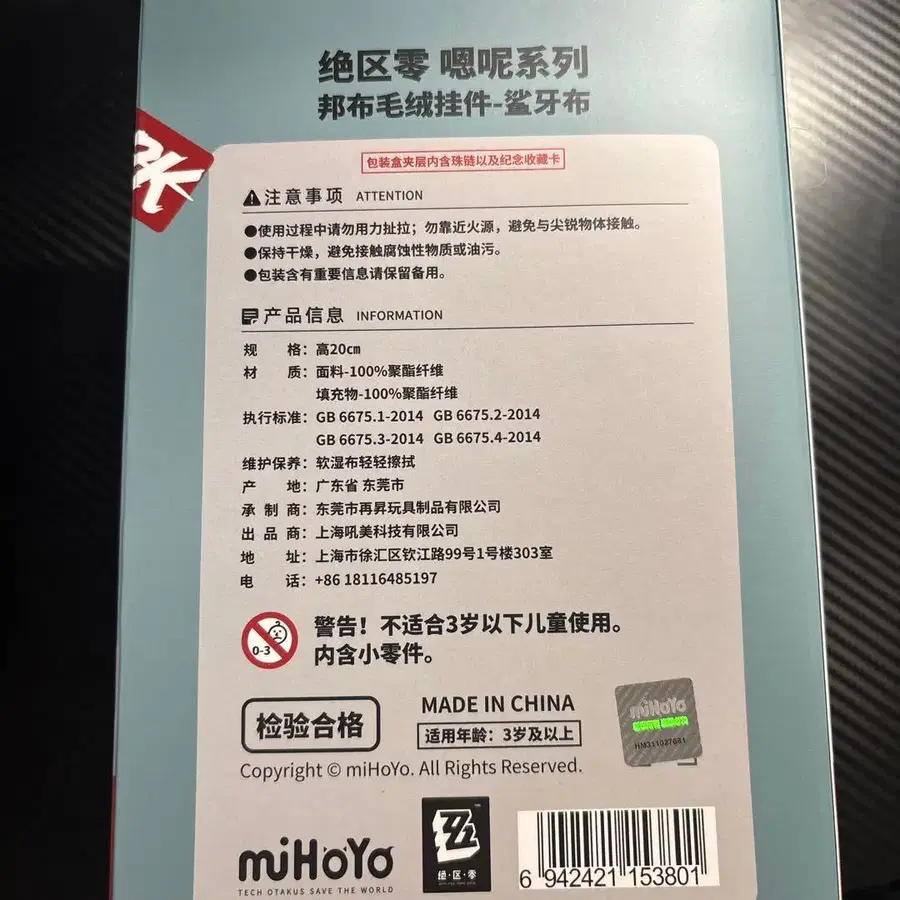 绝区零 嗯呢系列
邦布毛绒挂件-鲨牙布
包装盒夹层内含珠链以及纪念收藏卡
注意事项 ATTENTION
●使用过程中请勿用力扯拉；勿靠近火源，避免与尖锐物体接触。
●保持干燥，避免接触腐蚀性物质或油污。
●包装含有重要信息请保留备用。
产品信息 INFORMATION
规 格：高20cm
材 质：面料-100%聚酯纤维
填充物-100%聚酯纤维
执行标准：GB 6675.1-2014 GB 6675.2-2014
GB 6675.3-2014 GB 6675.4-2014
维护保养：软湿布轻轻擦拭
产 地：广东省 东莞市
承 制 商：东莞市再昇玩具制品有限公司
出 品 商：上海吼美科技有限公司
地 址：上海市徐汇区钦江路99号1号楼303室
电 话：+86 18116485197
0-3
警告！不适合3岁以下儿童使用。
内含小零件。
检验合格
MADE IN CHINA
适用年龄：3岁及以上
miHoYo
HM311027681
Copyright © miHoYo. All Rights Reserved.
miHoYo
TECH OTAKUS SAVE THE WORLD
ZZZ
绝·区·零
6 942421 153801